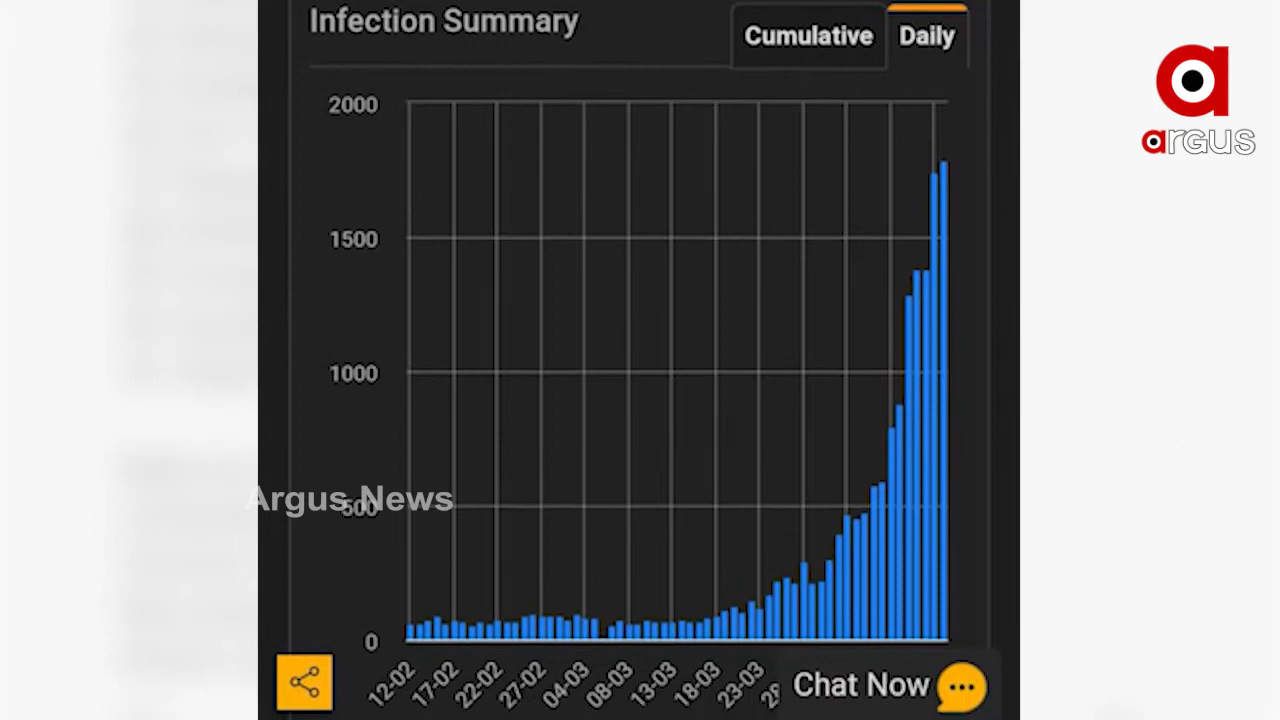 Infection Summary
Cumulative
Daily
argus
2000
1500
1000
500
Argus News
0
12-02
17-02
22-02
27-02
04-03
08-03
13-03
18-03
23-03
Chat Now